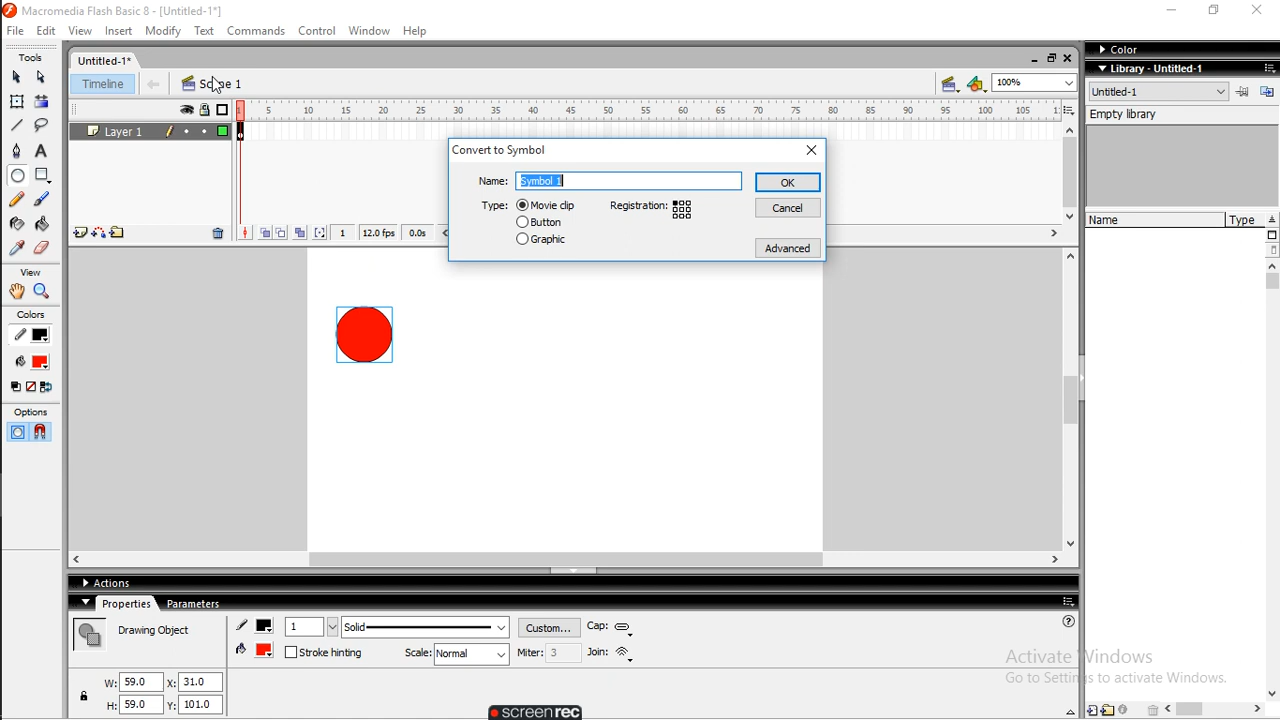 Macromedia Flash Basic 8 - [Untitled-1*]
File Edit View Insert Modify Text Commands Control Window Help
Tools
Untitled-1*
Timeline
100%
1 5 10 15 20 25 30 35 40 45 50 55 60 65 70 75 80 85 90 95 100 105
Layer 1
1 12.0 fps 0.0s
Convert to Symbol
Name: Symbol 1 OK
Type: Movie clip Registration: Cancel
Button
Graphic
Advanced
View
Colors
Options
Color
Library - Untitled-1
Untitled-1
Empty library
Name Type
Actions
Properties Parameters
Drawing Object
1 Solid Custom... Cap:
Stroke hinting Scale: Normal Miter: 3 Join:
W: 59.0 X: 31.0
H: 59.0 Y: 101.0
Activate Windows
Go to Settings to activate Windows.
screenrec